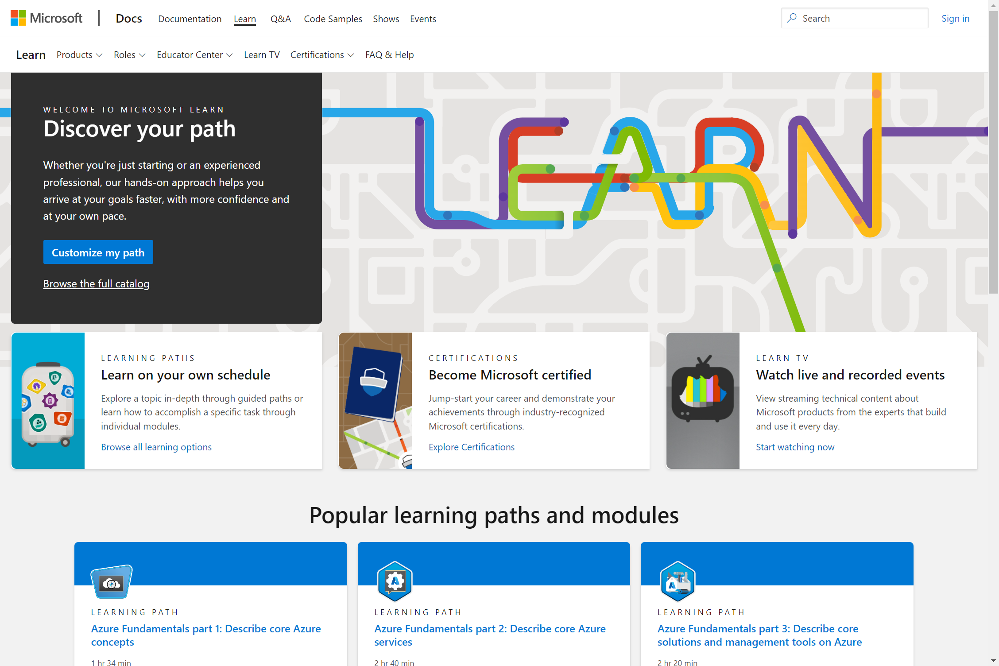 Microsoft
Docs
Documentation
Learn
Q&A
Code Samples
Shows
Events
Search
Sign in
Learn
Products
Roles
Educator Center
Learn TV
Certifications
FAQ & Help
WELCOME TO MICROSOFT LEARN
Discover your path
Whether you're just starting or an experienced
professional, our hands-on approach helps you
arrive at your goals faster, with more confidence and
at your own pace.
Customize my path
Browse the full catalog
LEARN
LEARNING PATHS
Learn on your own schedule
Explore a topic in-depth through guided paths or
learn how to accomplish a specific task through
individual modules.
Browse all learning options
CERTIFICATIONS
Become Microsoft certified
Jump-start your career and demonstrate your
achievements through industry-recognized
Microsoft certifications.
Explore Certifications
LEARN TV
Watch live and recorded events
View streaming technical content about
Microsoft products from the experts that build
and use it every day.
Start watching now
Popular learning paths and modules
LEARNING PATH
Azure Fundamentals part 1: Describe core Azure
concepts
1 hr 34 min
LEARNING PATH
Azure Fundamentals part 2: Describe core Azure
services
2 hr 40 min
LEARNING PATH
Azure Fundamentals part 3: Describe core
solutions and management tools on Azure
2 hr 20 min